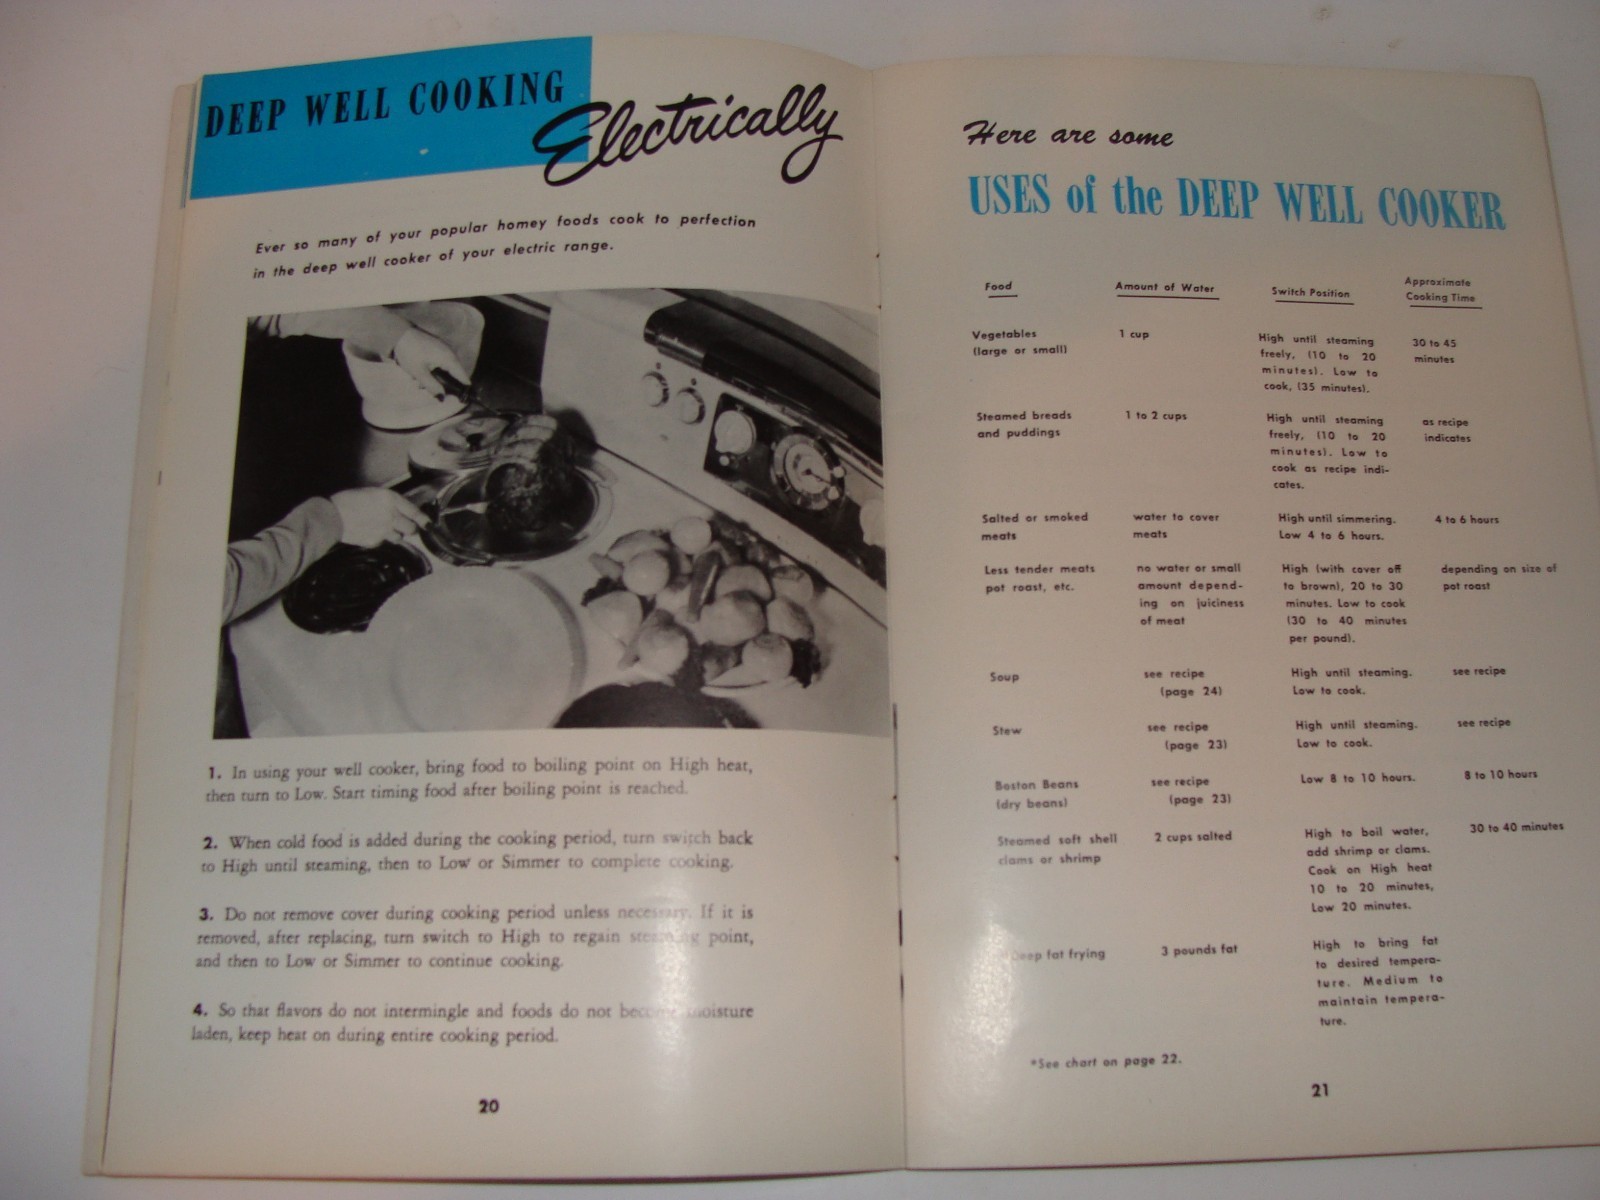 DEEP WELL COOKING
Electrically
Ever so many of your popular homey foods cook to perfection
in the deep well cooker of your electric range.
1. In using your well cooker, bring food to boiling point on High heat,
then turn to Low. Start timing food after boiling point is reached.
2. When cold food is added during the cooking period, turn switch back
to High until steaming, then to Low or Simmer to complete cooking.
3. Do not remove cover during cooking period unless necessary. If it is
removed, after replacing, turn switch to High to regain steaming point,
and then to Low or Simmer to continue cooking.
4. So that flavors do not intermingle and foods do not become moisture
laden, keep heat on during entire cooking period.
20
Here are some
USES of the DEEP WELL COOKER
Food Amount of Water Switch Position Approximate
Cooking Time
Vegetables 1 cup High until steaming 30 to 45
(large or small) freely, (10 to 20 minutes
minutes). Low to
cook, (35 minutes).
Steamed breads 1 to 2 cups High until steaming as recipe
and puddings freely, (10 to 20 indicates
minutes). Low to
cook as recipe indi-
cates.
Salted or smoked water to cover High until simmering. 4 to 6 hours
meats meats Low 4 to 6 hours.
Less tender meats no water or small High (with cover off depending on size of
pot roast, etc. amount depend- to brown), 20 to 30 pot roast
ing on juiciness minutes. Low to cook
of meat (30 to 40 minutes
per pound).
Soup see recipe High until steaming. see recipe
(page 24) Low to cook.
Stew see recipe High until steaming. see recipe
(page 23) Low to cook.
Boston Beans see recipe Low 8 to 10 hours. 8 to 10 hours
(dry beans) (page 23)
Steamed soft shell 2 cups salted High to boil water, 30 to 40 minutes
clams or shrimp add shrimp or clams.
Cook on High heat
10 to 20 minutes,
Low 20 minutes.
Deep fat frying 3 pounds fat High to bring fat
to desired tempera-
ture. Medium to
maintain tempera-
ture.
*See chart on page 22.
21